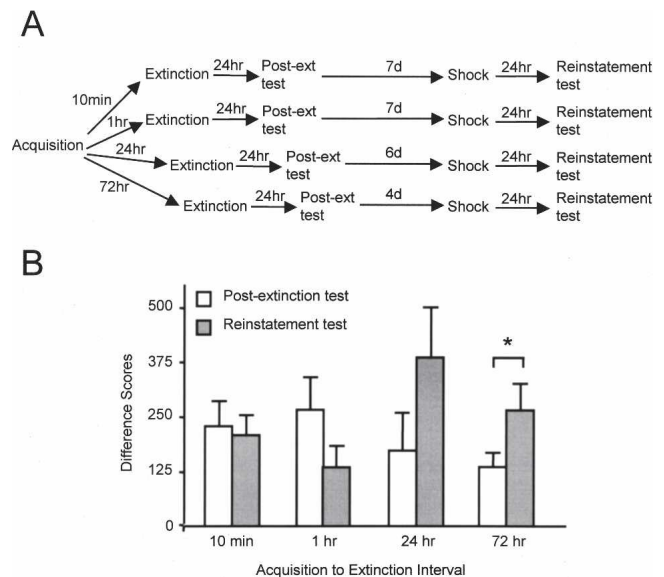 A
Acquisition
10min
Extinction
24hr
Post-ext
test
7d
Shock
24hr
Reinstatement
test
1hr
Extinction
24hr
Post-ext
test
7d
Shock
24hr
Reinstatement
test
24hr
Extinction
24hr
Post-ext
test
6d
Shock
24hr
Reinstatement
test
72hr
Extinction
24hr
Post-ext
test
4d
Shock
24hr
Reinstatement
test
B
Post-extinction test
Reinstatement test
Difference Scores
500
375
250
125
0
*
10 min
1 hr
24 hr
72 hr
Acquisition to Extinction Interval